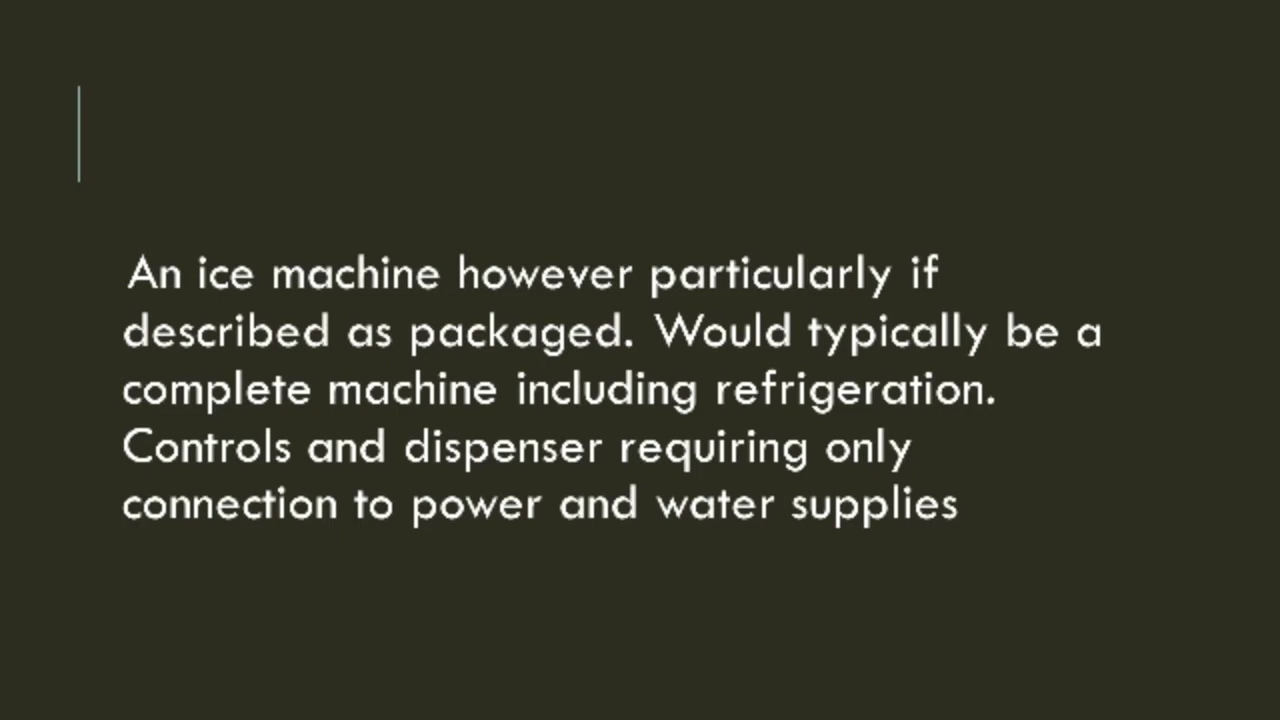 An ice machine however particularly if
described as packaged. Would typically be a
complete machine including refrigeration.
Controls and dispenser requiring only
connection to power and water supplies